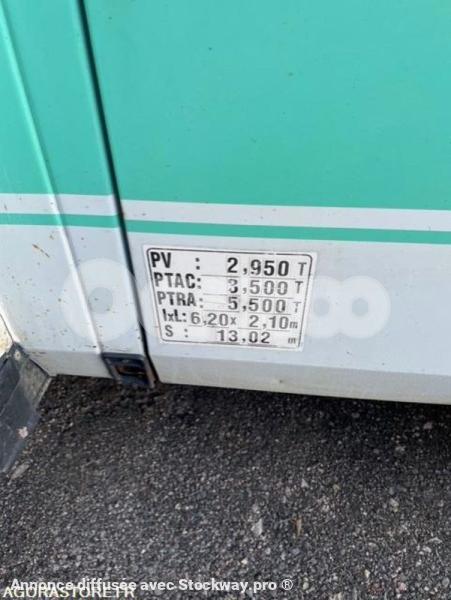 PV : 2,950 T
PTAC: 3,500 T
PTRA: 5,500 T
lxL: 6,20x 2,10m
S : 13,02 m
Annonce diffusée avec Stockway.pro ®
AGORASTORE.FR